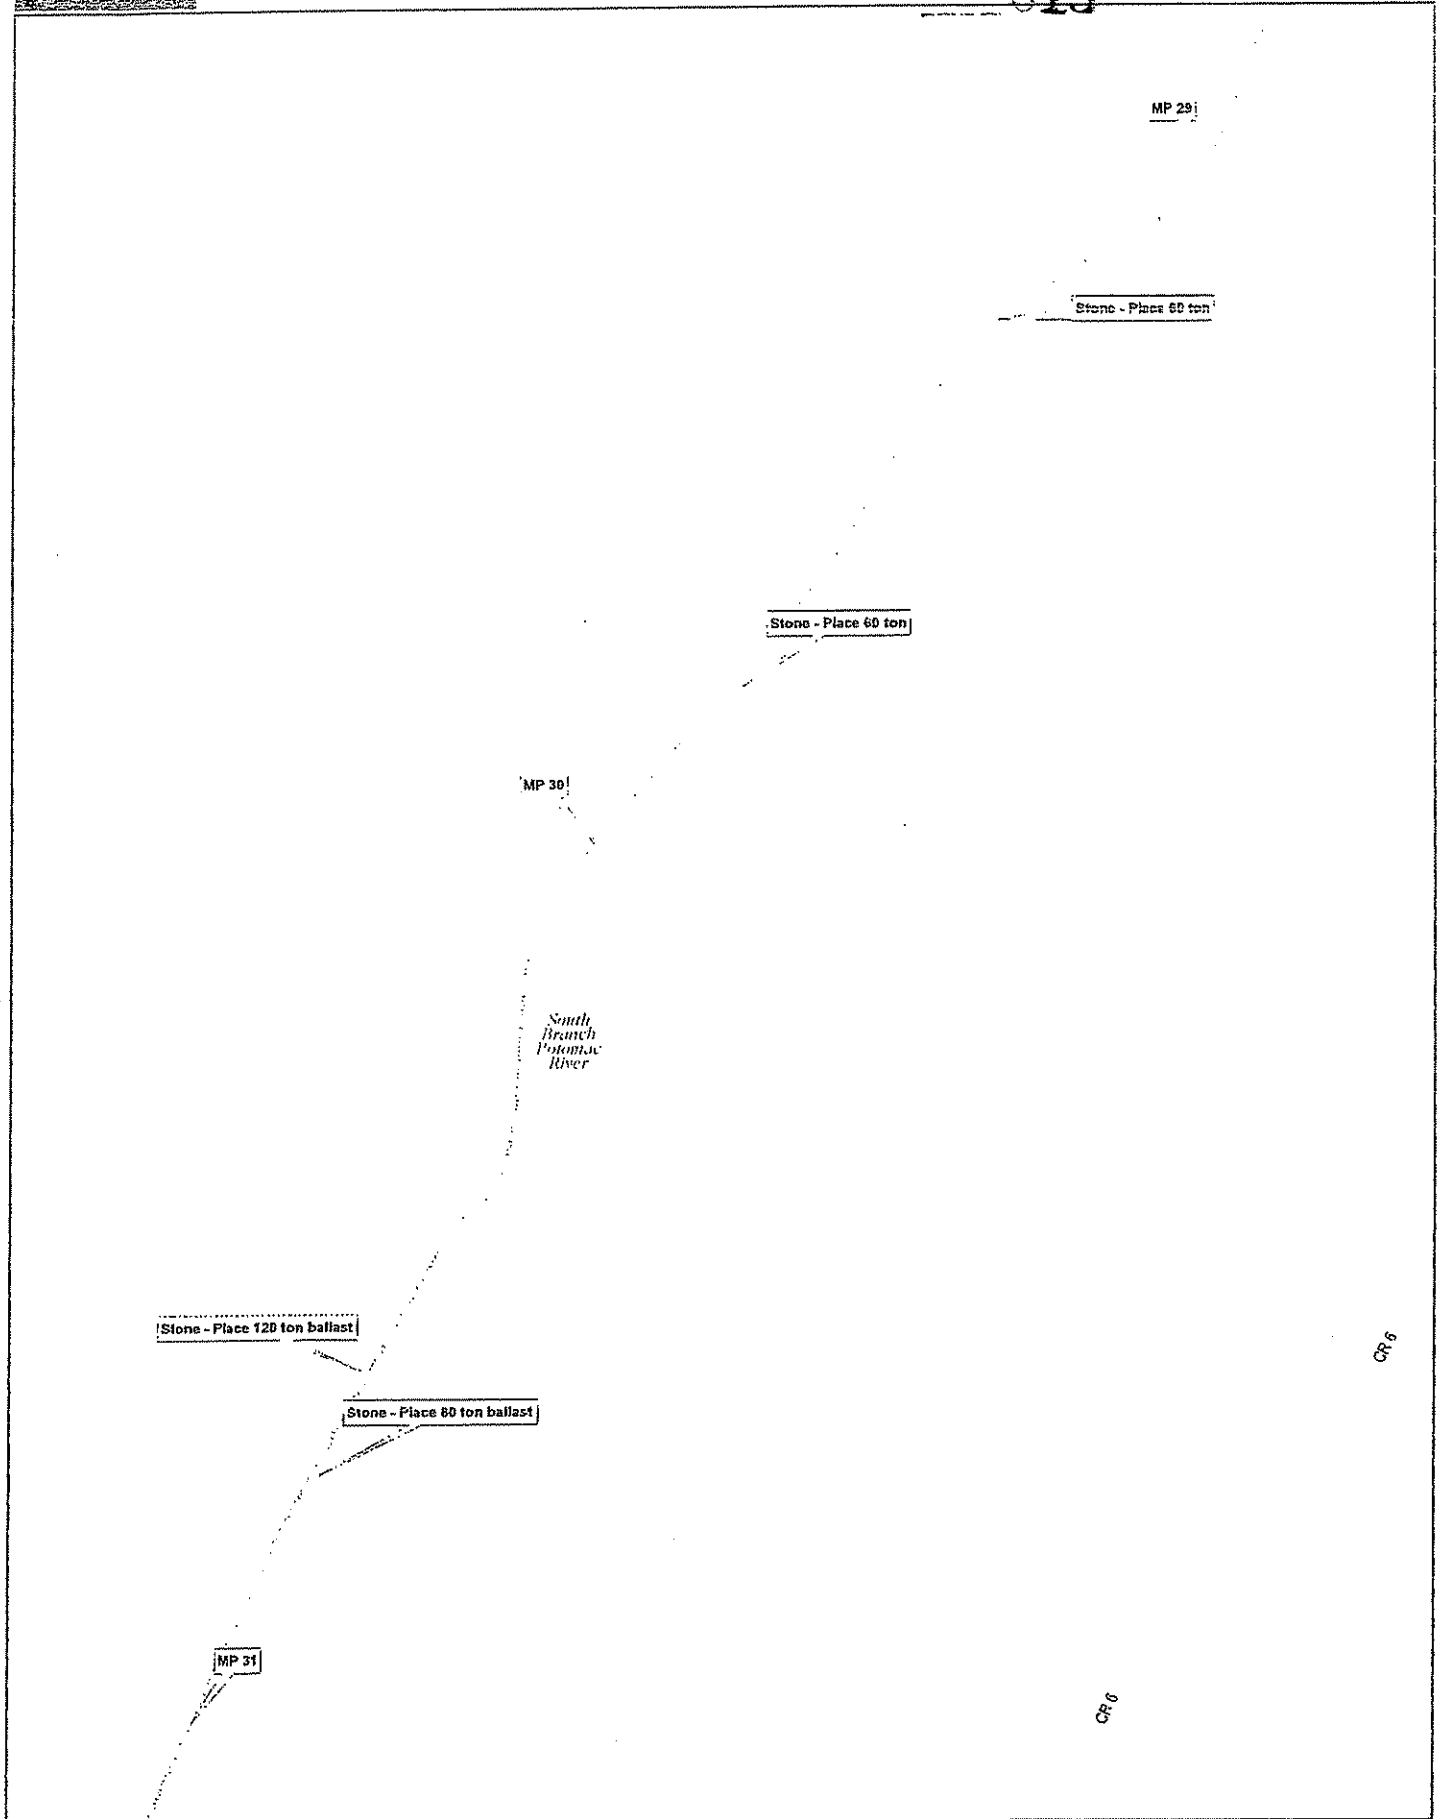 MP 29
Stone - Place 60 ton
Stone - Place 60 ton
MP 30
South
Branch
Potomac
River
Stone - Place 120 ton ballast
CR 6
Stone - Place 80 ton ballast
MP 31
CR 6